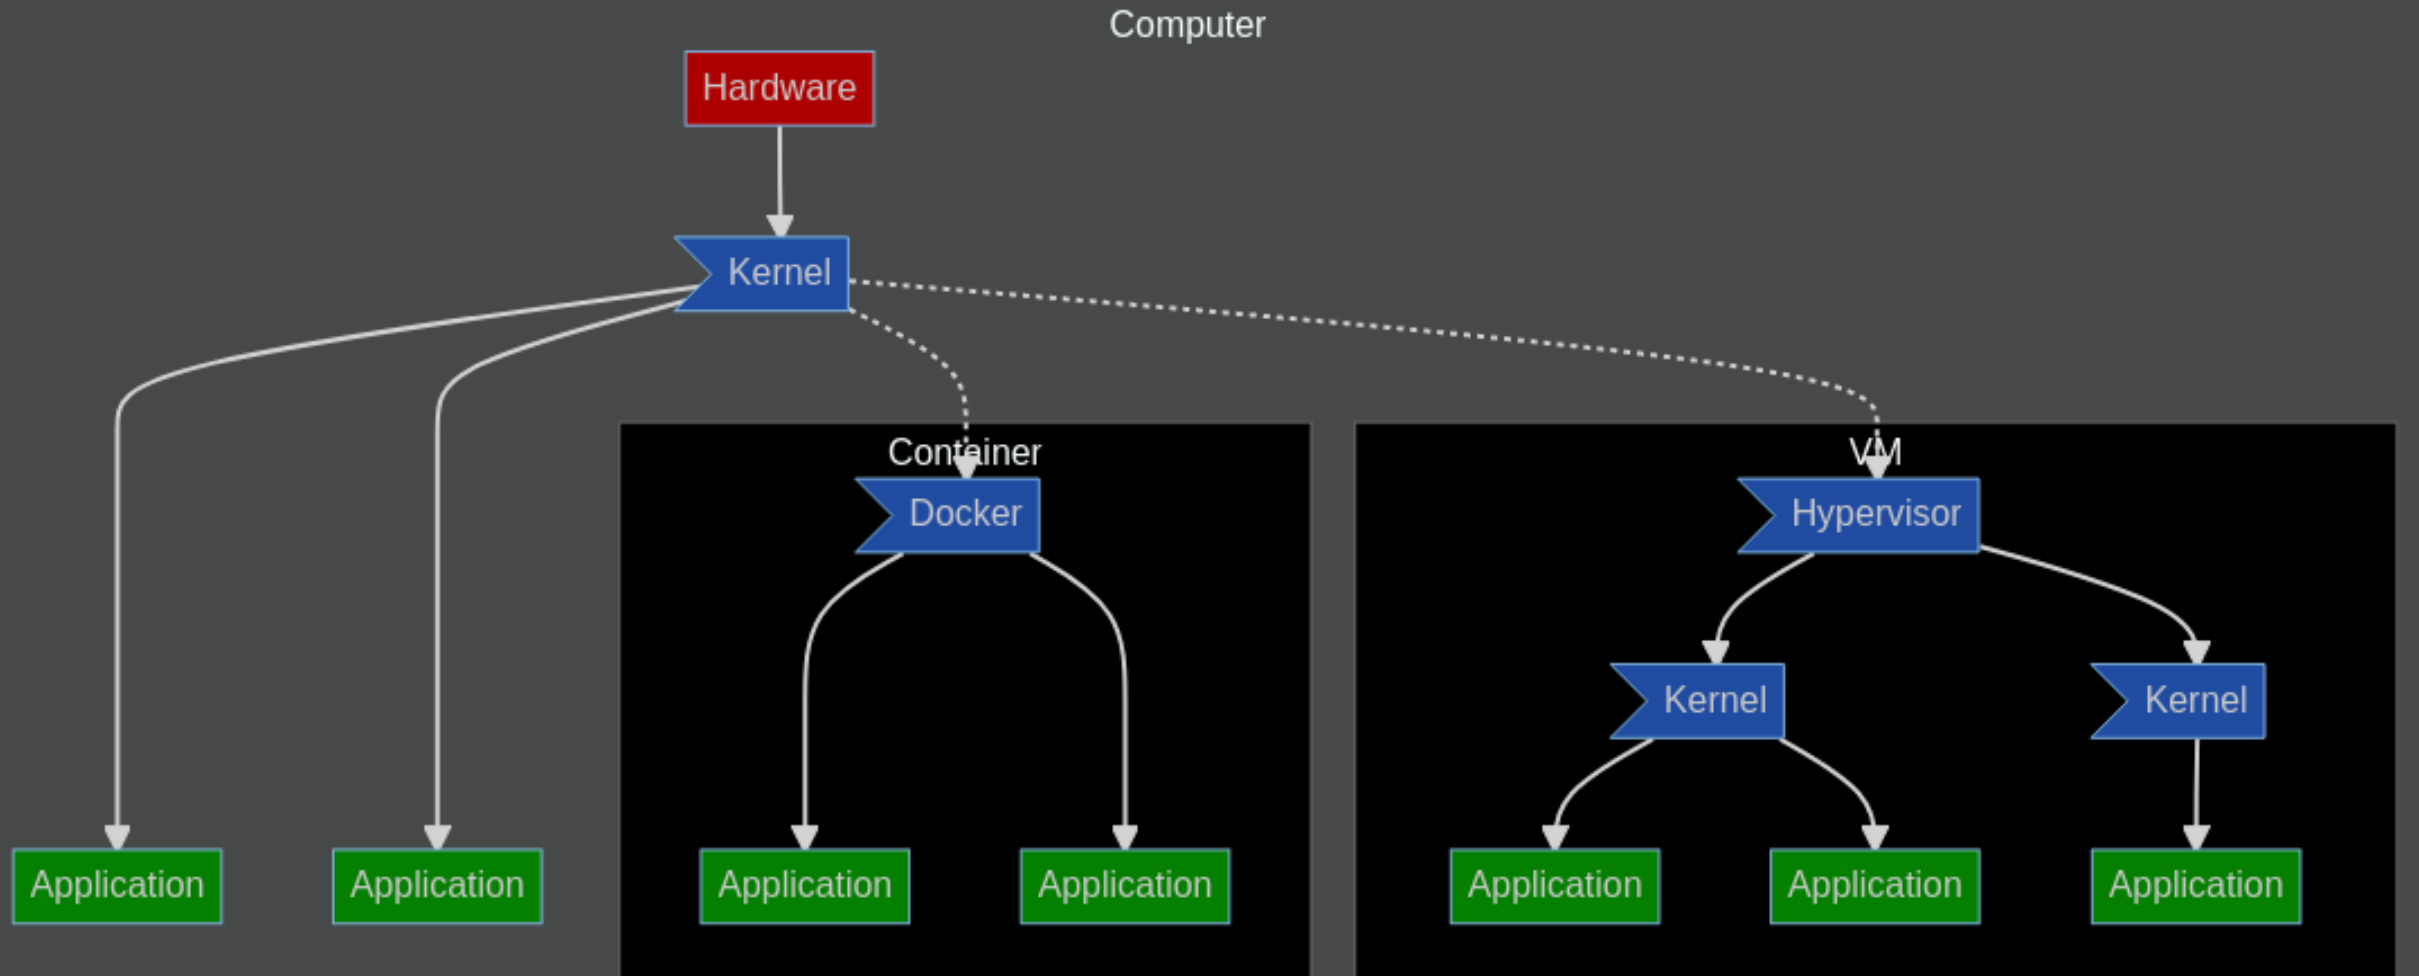 Computer
Hardware
Kernel
Container
VM
Docker
Hypervisor
Kernel
Kernel
Application
Application
Application
Application
Application
Application
Application